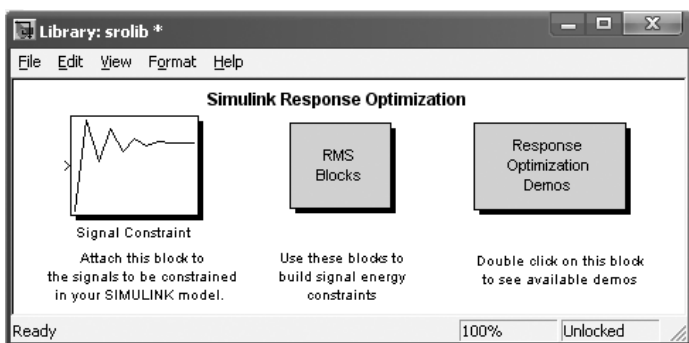 Library: srolib *
File Edit View Format Help
Simulink Response Optimization
RMS
Blocks
Response
Optimization
Demos
Signal Constraint
Attach this block to
the signals to be constrained
in your SIMULINK model.
Use these blocks to
build signal energy
constraints
Double click on this block
to see available demos
Ready 100% Unlocked